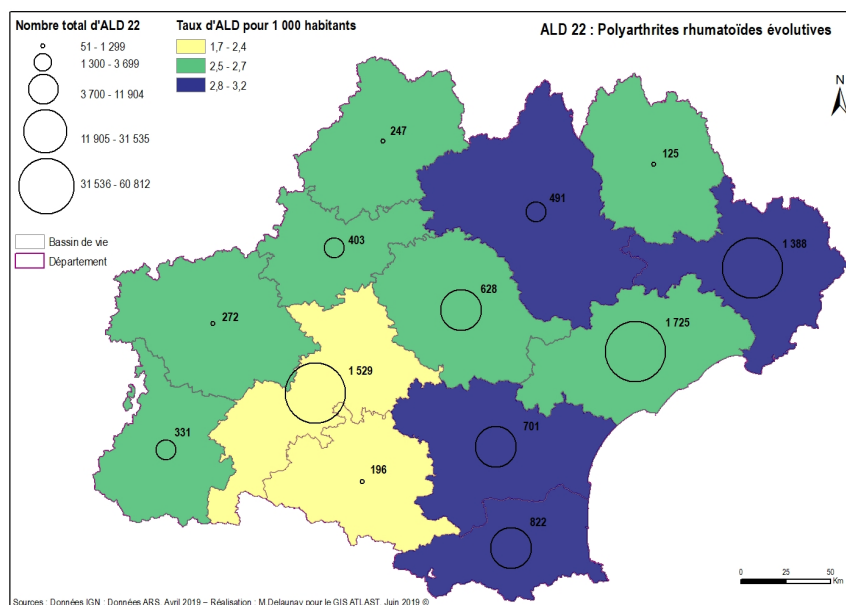 Nombre total d'ALD 22
51 - 1 299
1 300 - 3 699
3 700 - 11 904
11 905 - 31 535
31 536 - 60 812
Bassin de vie
Département
Taux d'ALD pour 1 000 habitants
1,7 - 2,4
2,5 - 2,7
2,8 - 3,2
ALD 22 : Polyarthrites rhumatoïdes évolutives
N
247
125
491
403
1 388
628
272
1 725
1 529
331
701
196
822
0 25 50
Km
Sources : Données IGN ; Données ARS, Avril 2019 – Réalisation : M.Delaunay pour le GIS ATLAST, Juin 2019 ©